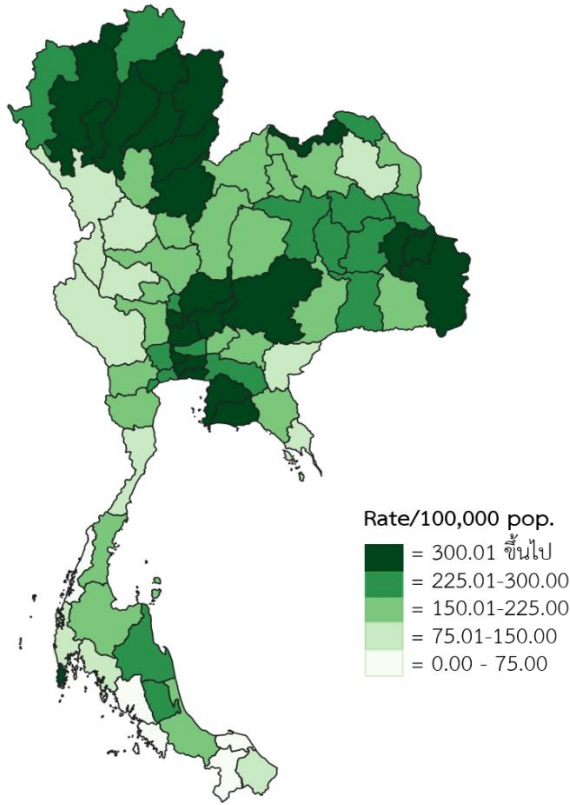 Rate/100,000 pop.
= 300.01 ขึ้นไป
= 225.01-300.00
= 150.01-225.00
= 75.01-150.00
= 0.00 - 75.00